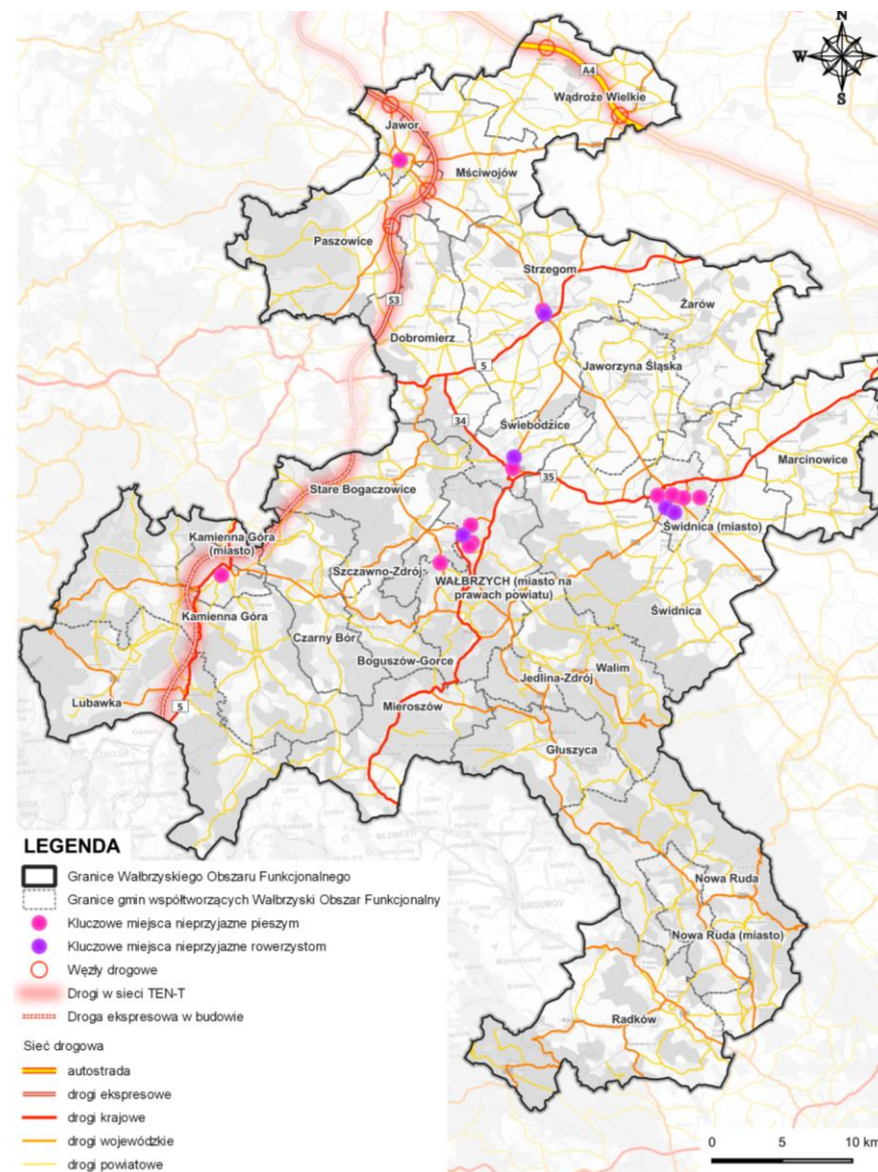 N
W E
S
A4
Wądroże Wielkie
Jawor
Mściwojów
Paszowice
Strzegom
S3
Żarów
Dobromierz
5
Jaworzyna Śląska
34
Świebodzice
Marcinowice
35
Stare Bogaczowice
Świdnica (miasto)
Kamienna Góra
(miasto)
Szczawno-Zdrój
WAŁBRZYCH (miasto na
prawach powiatu)
Kamienna Góra
Świdnica
Czarny Bór
Boguszów-Gorce
Walim
Jedlina-Zdrój
Lubawka
5
Mieroszów
Głuszyca
Nowa Ruda
Nowa Ruda (miasto)
Radków
BROUMOV
LEGENDA
Granice Wałbrzyskiego Obszaru Funkcjonalnego
Granice gmin współtworzących Wałbrzyski Obszar Funkcjonalny
Kluczowe miejsca nieprzyjazne pieszym
Kluczowe miejsca nieprzyjazne rowerzystom
Węzły drogowe
Drogi w sieci TEN-T
Droga ekspresowa w budowie
Sieć drogowa
autostrada
drogi ekspresowe
drogi krajowe
drogi wojewódzkie
drogi powiatowe
0 5 10 km